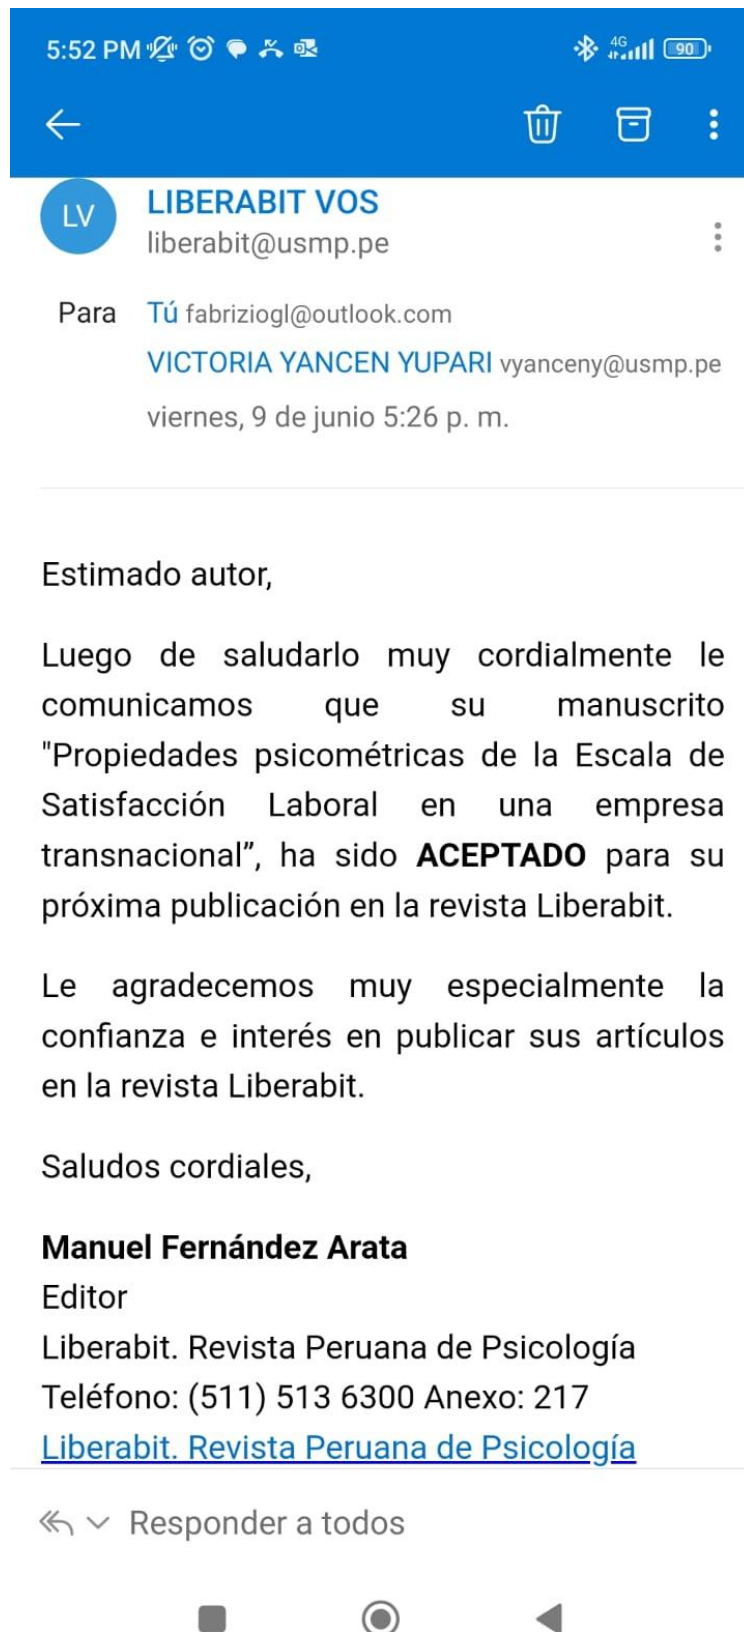 5:52 PM 4G 90
LV LIBERABIT VOS
liberabit@usmp.pe
Para Tú fabriziogl@outlook.com
VICTORIA YANCEN YUPARI vyanceny@usmp.pe
viernes, 9 de junio 5:26 p. m.
Estimado autor,
Luego de saludarlo muy cordialmente le
comunicamos que su manuscrito
"Propiedades psicométricas de la Escala de
Satisfacción Laboral en una empresa
transnacional”, ha sido ACEPTADO para su
próxima publicación en la revista Liberabit.
Le agradecemos muy especialmente la
confianza e interés en publicar sus artículos
en la revista Liberabit.
Saludos cordiales,
Manuel Fernández Arata
Editor
Liberabit. Revista Peruana de Psicología
Teléfono: (511) 513 6300 Anexo: 217
Liberabit. Revista Peruana de Psicología
Responder a todos